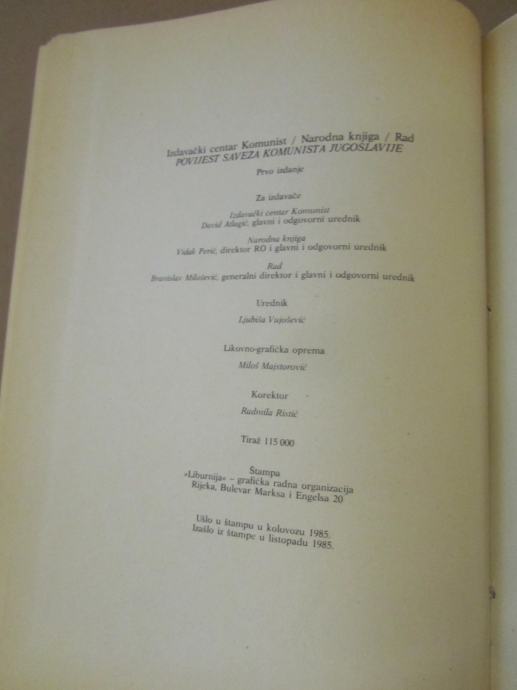 Izdavački centar Komunist / Narodna knjiga / Rad
POVIJEST SAVEZA KOMUNISTA JUGOSLAVIJE
Prvo izdanje
Za izdavače
Izdavački centar Komunist
David Atlagić, glavni i odgovorni urednik
Narodna knjiga
Vidak Perić, direktor RO i glavni i odgovorni urednik
Rad
Branislav Milošević, generalni direktor i glavni i odgovorni urednik
Urednik
Ljubiša Vujošević
Likovno-grafička oprema
Miloš Majstorović
Korektor
Radmila Ristić
Tiraž 115 000
Štampa
»Liburnija« – grafička radna organizacija
Rijeka, Bulevar Marksa i Engelsa 20
Ušlo u štampu u kolovozu 1985.
Izašlo iz štampe u listopadu 1985.